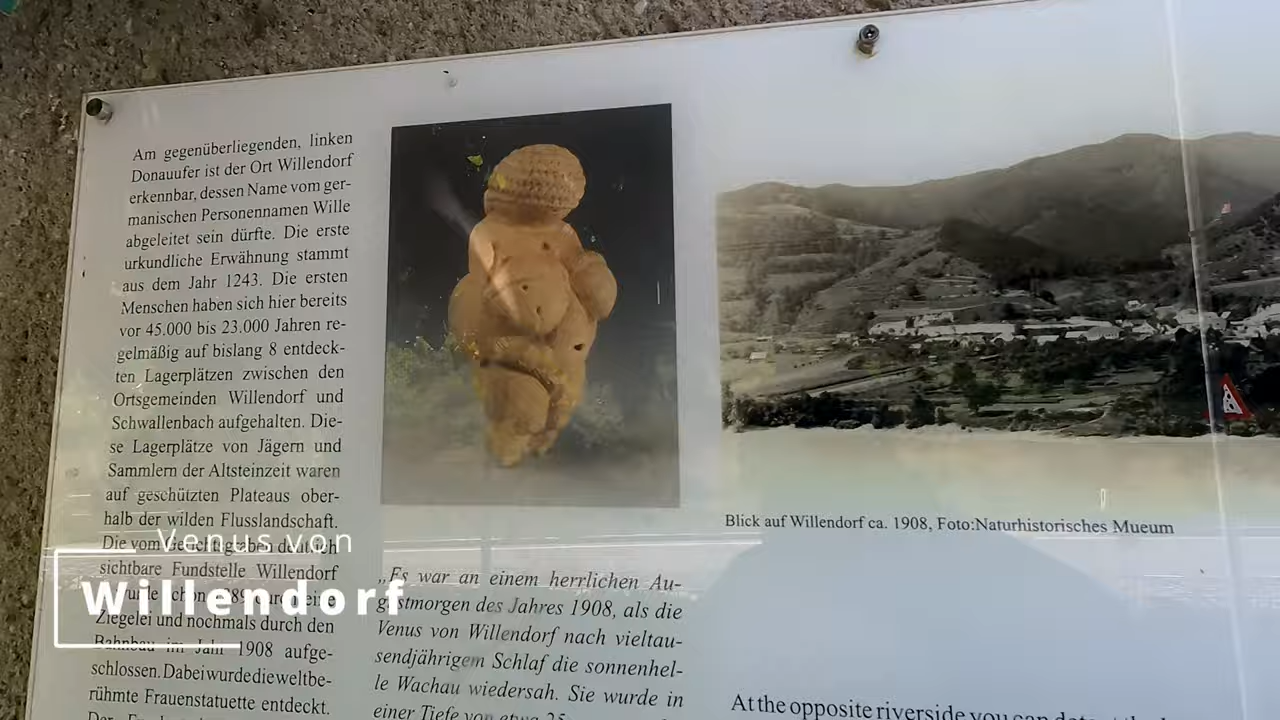 Am gegenüberliegenden, linken
Donauufer ist der Ort Willendorf
erkennbar, dessen Name vom ger-
manischen Personennamen Wille
abgeleitet sein dürfte. Die erste
urkundliche Erwähnung stammt
aus dem Jahr 1243. Die ersten
Menschen haben sich hier bereits
vor 45.000 bis 23.000 Jahren re-
gelmäßig auf bislang 8 entdeck-
ten Lagerplätzen zwischen den
Ortsgemeinden Willendorf und
Schwallenbach aufgehalten. Die-
se Lagerplätze von Jägern und
Sammlern der Altsteinzeit waren
auf geschützten Plateaus ober-
halb der wilden Flusslandschaft.
Die vom deutlich
sichtbare Fundstelle Willendorf
schon
Ziegelei und nochmals durch den
Bahnbau im Jahr 1908 aufge-
schlossen. Dabei wurde die weltbe-
rühmte Frauenstatuette entdeckt.
Venus von
Willendorf
„Es war an einem herrlichen Au-
gustmorgen des Jahres 1908, als die
Venus von Willendorf nach vieltau-
sendjährigem Schlaf die sonnenhel-
le Wachau wiedersah. Sie wurde in
einer Tiefe von etwa
Blick auf Willendorf ca. 1908, Foto:Naturhistorisches Mueum
At the opposite riverside you can